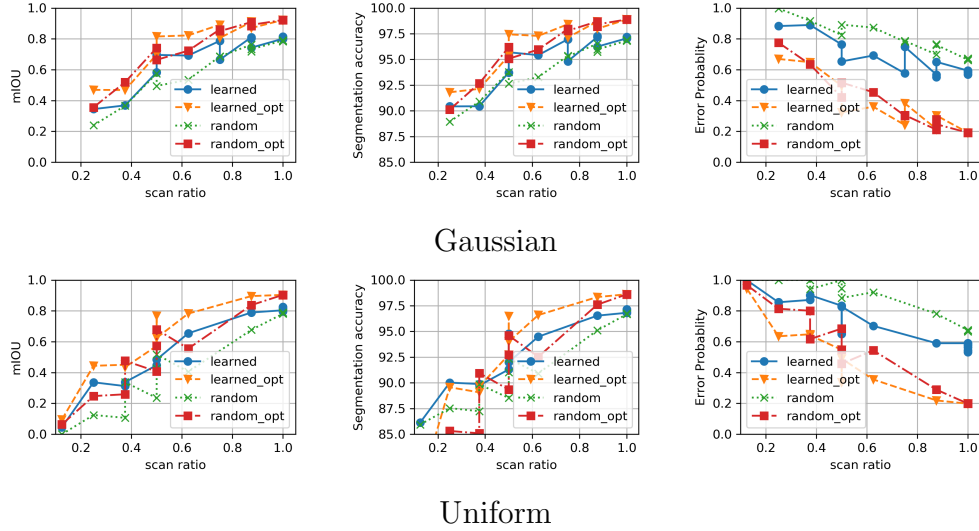 1.0
0.8
0.6
0.4
0.2
0.0
mIOU
learned
learned_opt
random
random_opt
0.2 0.4 0.6 0.8 1.0
scan ratio
100.0
97.5
95.0
92.5
90.0
87.5
85.0
Segmentation accuracy
learned
learned_opt
random
random_opt
0.2 0.4 0.6 0.8 1.0
scan ratio
1.0
0.8
0.6
0.4
0.2
0.0
Error Probablity
learned
learned_opt
random
random_opt
0.2 0.4 0.6 0.8 1.0
scan ratio
Gaussian
1.0
0.8
0.6
0.4
0.2
0.0
mIOU
learned
learned_opt
random
random_opt
0.2 0.4 0.6 0.8 1.0
scan ratio
100.0
97.5
95.0
92.5
90.0
87.5
85.0
Segmentation accuracy
learned
learned_opt
random
random_opt
0.2 0.4 0.6 0.8 1.0
scan ratio
1.0
0.8
0.6
0.4
0.2
0.0
Error Probablity
learned
learned_opt
random
random_opt
0.2 0.4 0.6 0.8 1.0
scan ratio
Uniform